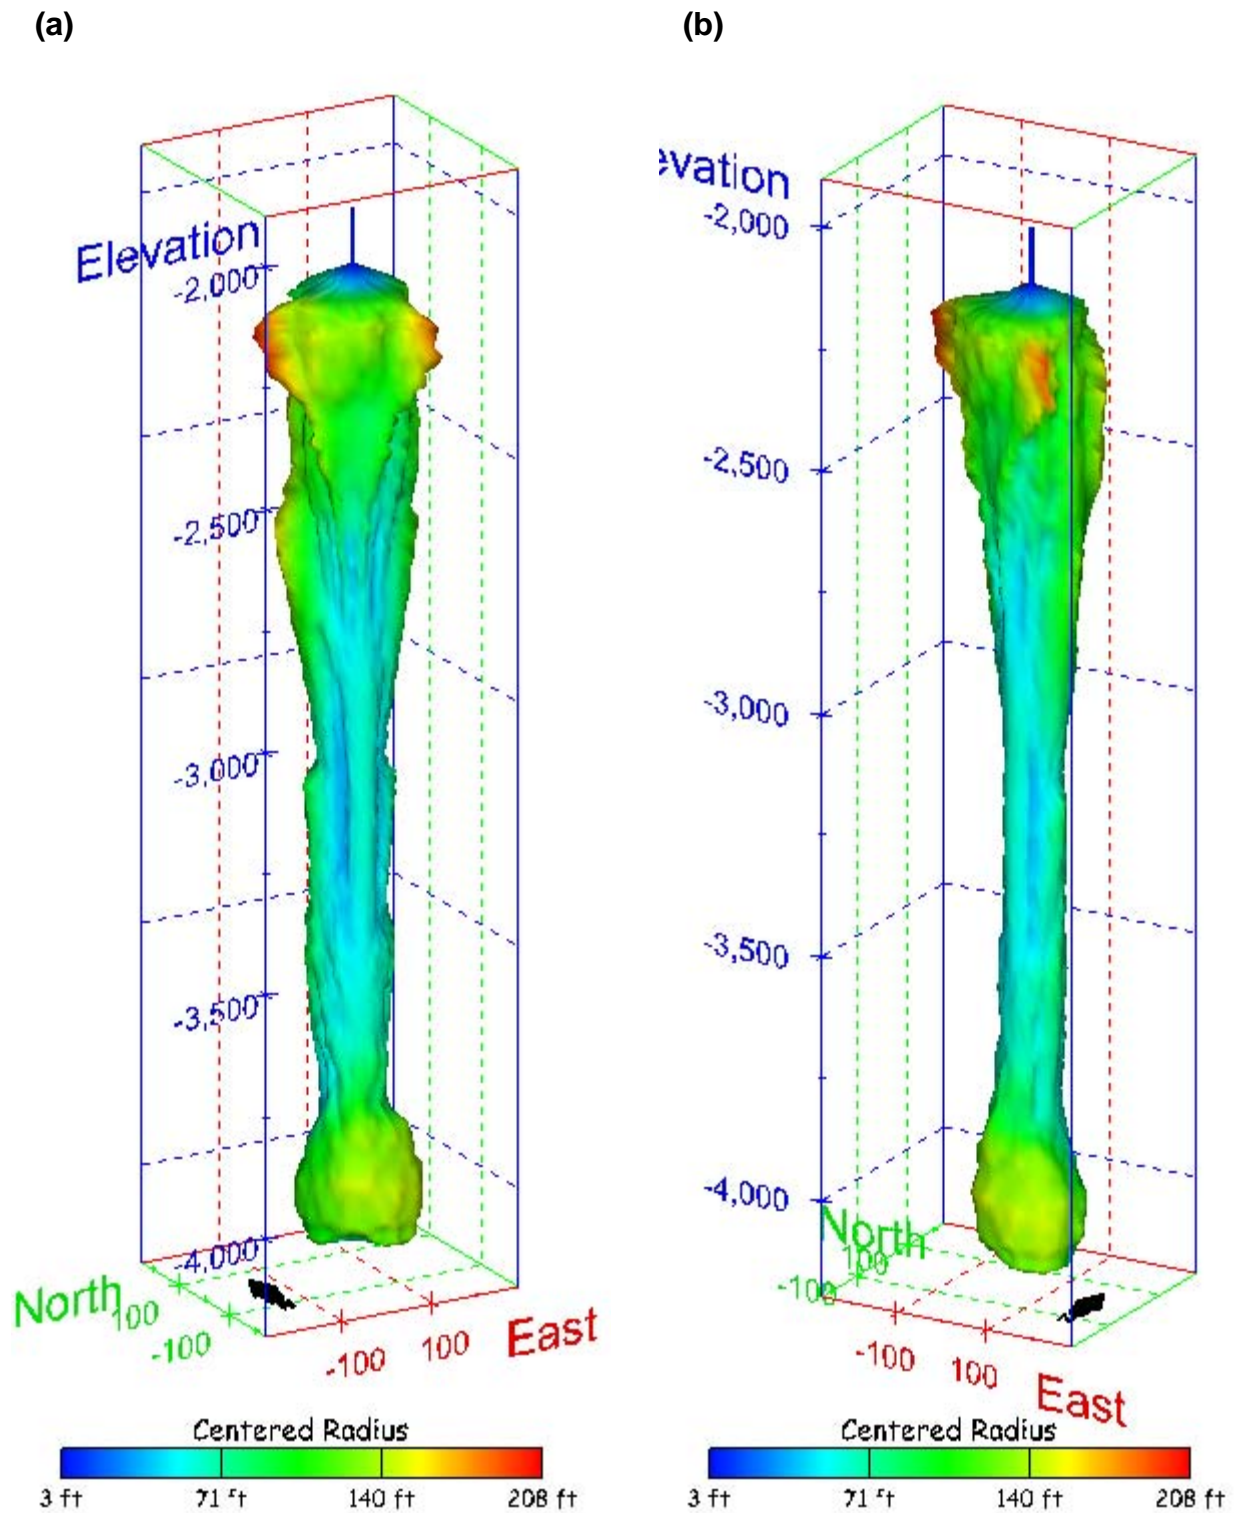 (a)
Elevation
-2,000
-2,500
-3,000
-3,500
-4,000
North
100
-100
-100
100
East
Centered Radius
3 ft
71 ft
140 ft
208 ft
(b)
evation
-2,000
-2,500
-3,000
-3,500
-4,000
North
100
-100
-100
100
East
Centered Radius
3 ft
71 ft
140 ft
208 ft